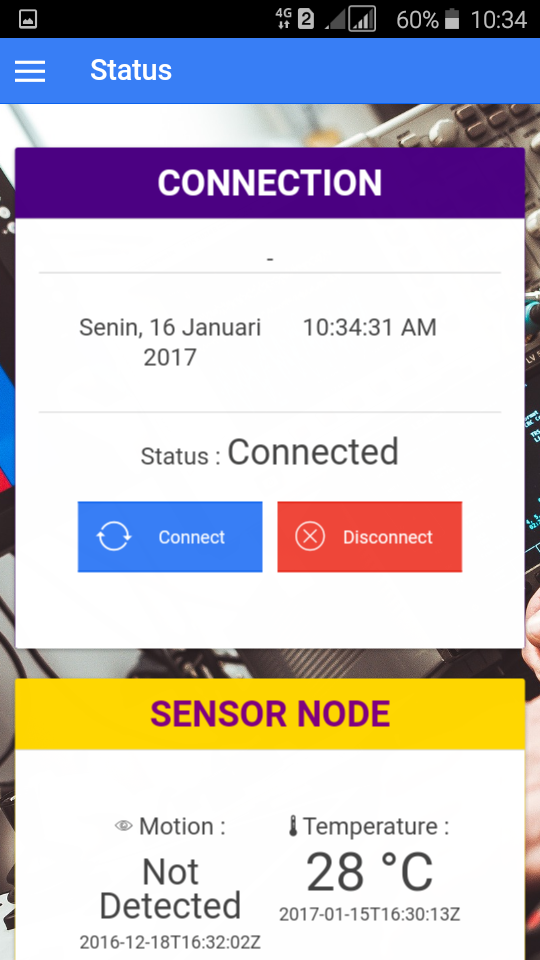 4G 2 60% 10:34
Status
CONNECTION
-
Senin, 16 Januari 10:34:31 AM
2017
Status : Connected
Connect Disconnect
SENSOR NODE
Motion : Temperature :
Not 28 °C
Detected 2017-01-15T16:30:13Z
2016-12-18T16:32:02Z